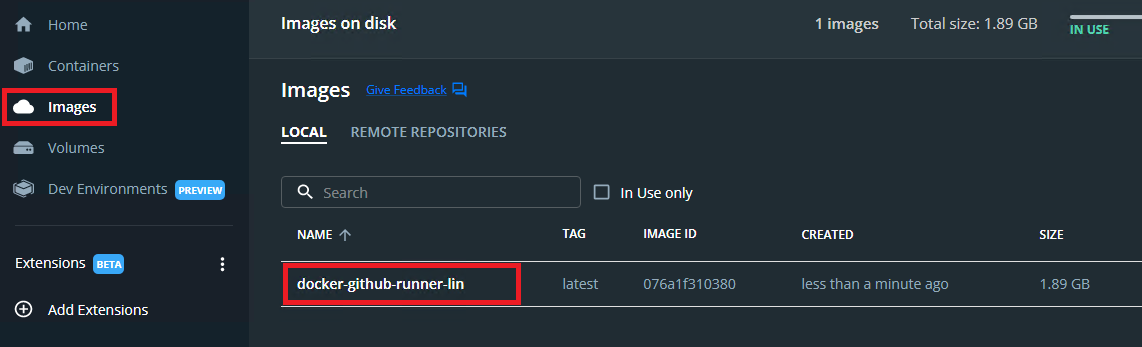 Home
Containers
Images
Volumes
Dev Environments PREVIEW
Extensions BETA
Add Extensions
Images on disk 1 images Total size: 1.89 GB IN USE
Images Give Feedback
LOCAL REMOTE REPOSITORIES
Search In Use only
NAME TAG IMAGE ID CREATED SIZE
docker-github-runner-lin latest 076a1f310380 less than a minute ago 1.89 GB